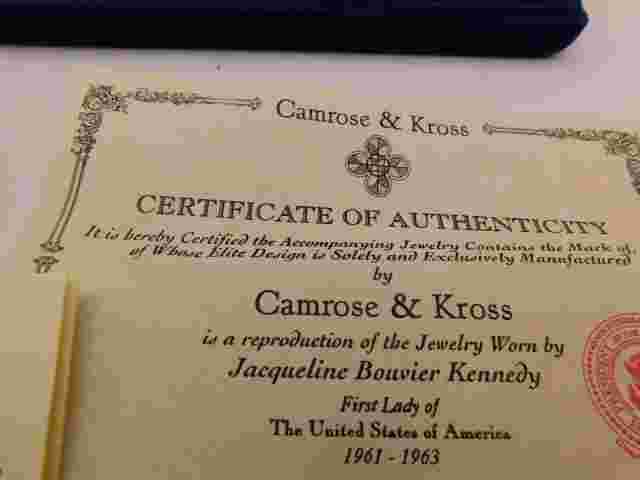 Camrose & Kross
CERTIFICATE OF AUTHENTICITY
It is hereby Certified the Accompanying Jewelry Contains the Mark of,
of Whose Elite Design is Solely and Exclusively Manufactured
by
Camrose & Kross
is a reproduction of the Jewelry Worn by
Jacqueline Bouvier Kennedy
First Lady of
The United States of America
1961 - 1963